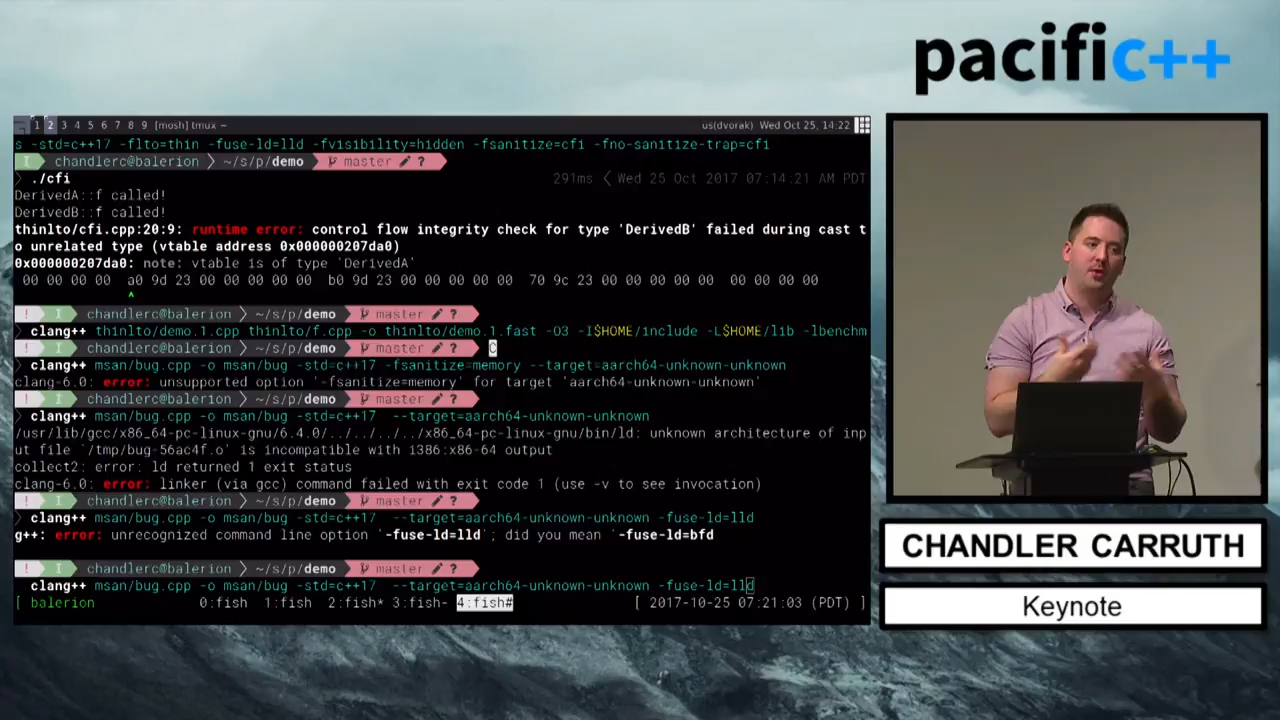 pacific++
1 2 3 4 5 6 7 8 9 [mosh] tmux ~ us(dvorak) Wed Oct 25, 14:22
s -std=c++17 -flto=thin -fuse-ld=lld -fvisibility=hidden -fsanitize=cfi -fno-sanitize-trap=cfi
I chandlerc@balerion ~/s/p/demo master ?
./cfi 291ms Wed 25 Oct 2017 07:14:21 AM PDT
DerivedA::f called!
DerivedB::f called!
thinlto/cfi.cpp:20:9: runtime error: control flow integrity check for type 'DerivedB' failed during cast t
o unrelated type (vtable address 0x000000207da0)
0x000000207da0: note: vtable is of type 'DerivedA'
00 00 00 00 a0 9d 23 00 00 00 00 00 b0 9d 23 00 00 00 00 00 70 9c 23 00 00 00 00 00 00 00 00 00
^
! I chandlerc@balerion ~/s/p/demo master ?
clang++ thinlto/demo.1.cpp thinlto/f.cpp -o thinlto/demo.1.fast -O3 -I$HOME/include -L$HOME/lib -lbenchm
! I chandlerc@balerion ~/s/p/demo master ? C
clang++ msan/bug.cpp -o msan/bug -std=c++17 -fsanitize=memory --target=aarch64-unknown-unknown
clang-6.0: error: unsupported option '-fsanitize=memory' for target 'aarch64-unknown-unknown'
! I chandlerc@balerion ~/s/p/demo master ?
clang++ msan/bug.cpp -o msan/bug -std=c++17 --target=aarch64-unknown-unknown
/usr/lib/gcc/x86_64-pc-linux-gnu/6.4.0/../../../../x86_64-pc-linux-gnu/bin/ld: unknown architecture of inp
ut file `/tmp/bug-56ac4f.o' is incompatible with i386:x86-64 output
collect2: error: ld returned 1 exit status
clang-6.0: error: linker (via gcc) command failed with exit code 1 (use -v to see invocation)
! I chandlerc@balerion ~/s/p/demo master ?
clang++ msan/bug.cpp -o msan/bug -std=c++17 --target=aarch64-unknown-unknown -fuse-ld=lld
g++: error: unrecognized command line option '-fuse-ld=lld'; did you mean '-fuse-ld=bfd
! I chandlerc@balerion ~/s/p/demo master ?
clang++ msan/bug.cpp -o msan/bug -std=c++17 --target=aarch64-unknown-unknown -fuse-ld=lld
[ balerion 0:fish 1:fish 2:fish* 3:fish- 4:fish# [ 2017-10-25 07:21:03 (PDT) ]
CHANDLER CARRUTH
Keynote